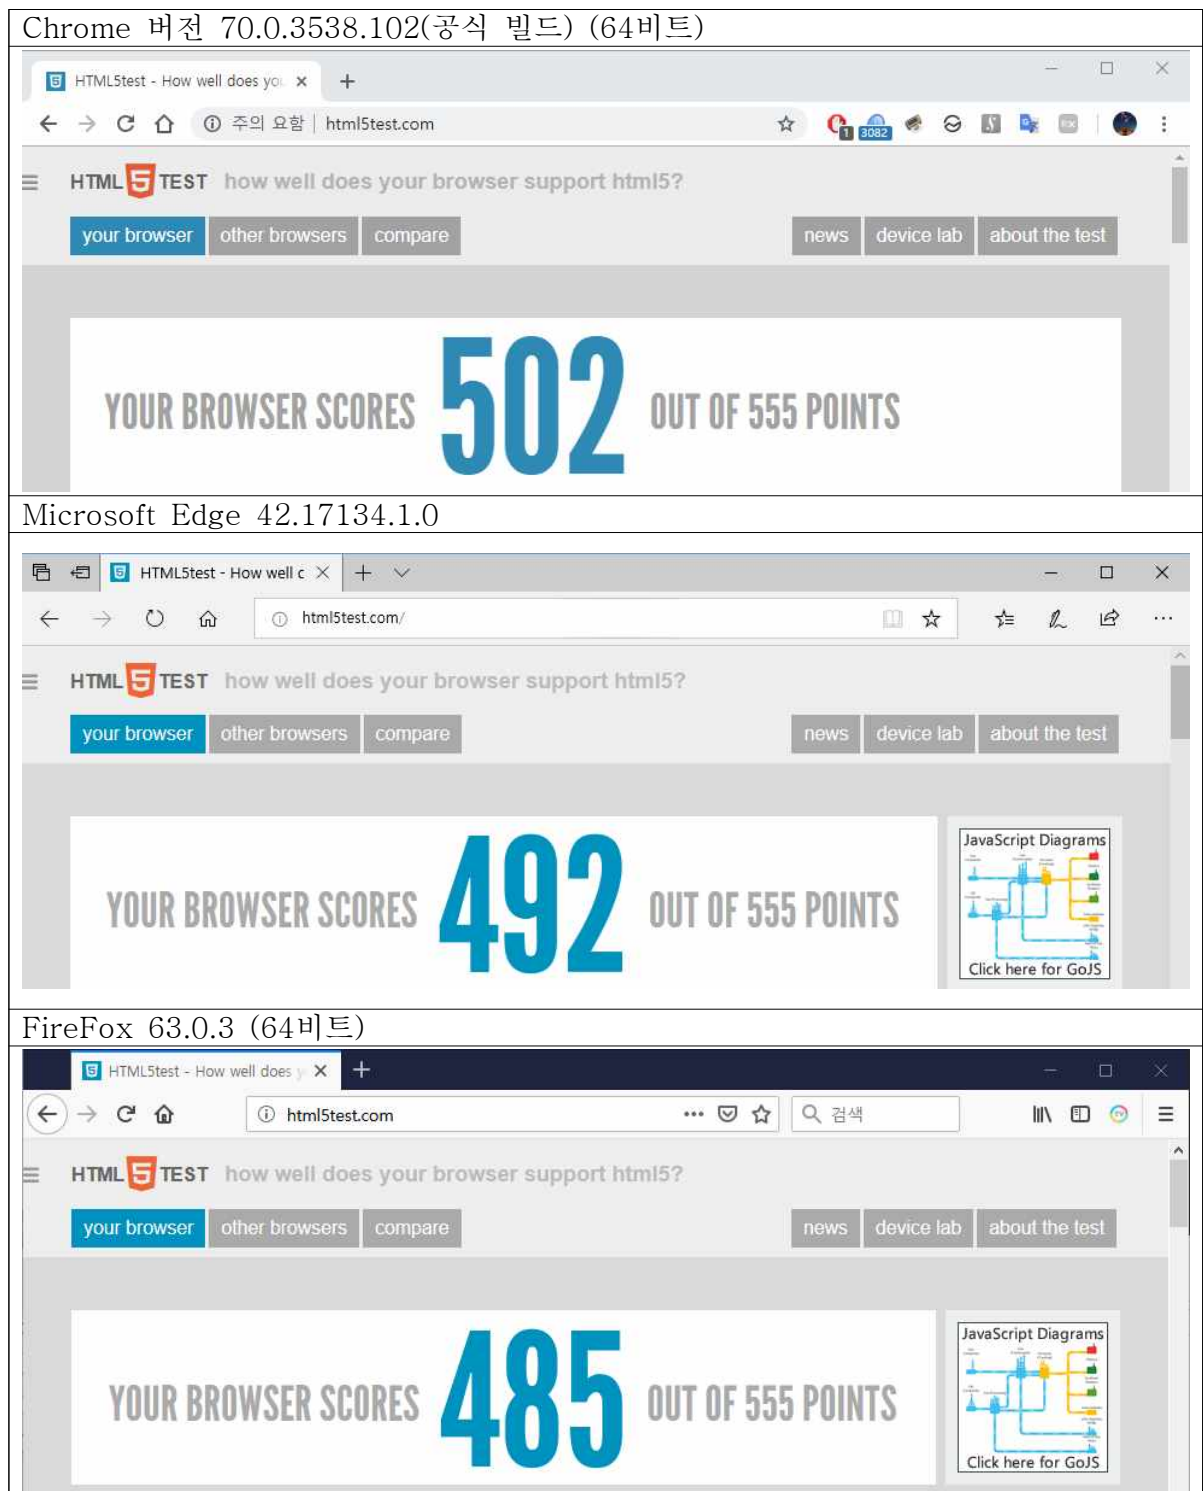 Chrome 버전 70.0.3538.102(공식 빌드) (64비트)
HTML5test - How well does you
주의 요함 | html5test.com
1 3082
HTML 5 TEST how well does your browser support html5?
your browser other browsers compare news device lab about the test
YOUR BROWSER SCORES 502 OUT OF 555 POINTS
Microsoft Edge 42.17134.1.0
HTML5test - How well c
html5test.com/
HTML 5 TEST how well does your browser support html5?
your browser other browsers compare news device lab about the test
JavaScript Diagrams
YOUR BROWSER SCORES 492 OUT OF 555 POINTS
Click here for GoJS
FireFox 63.0.3 (64비트)
HTML5test - How well does y
html5test.com 검색
HTML 5 TEST how well does your browser support html5?
your browser other browsers compare news device lab about the test
JavaScript Diagrams
YOUR BROWSER SCORES 485 OUT OF 555 POINTS
Click here for GoJS